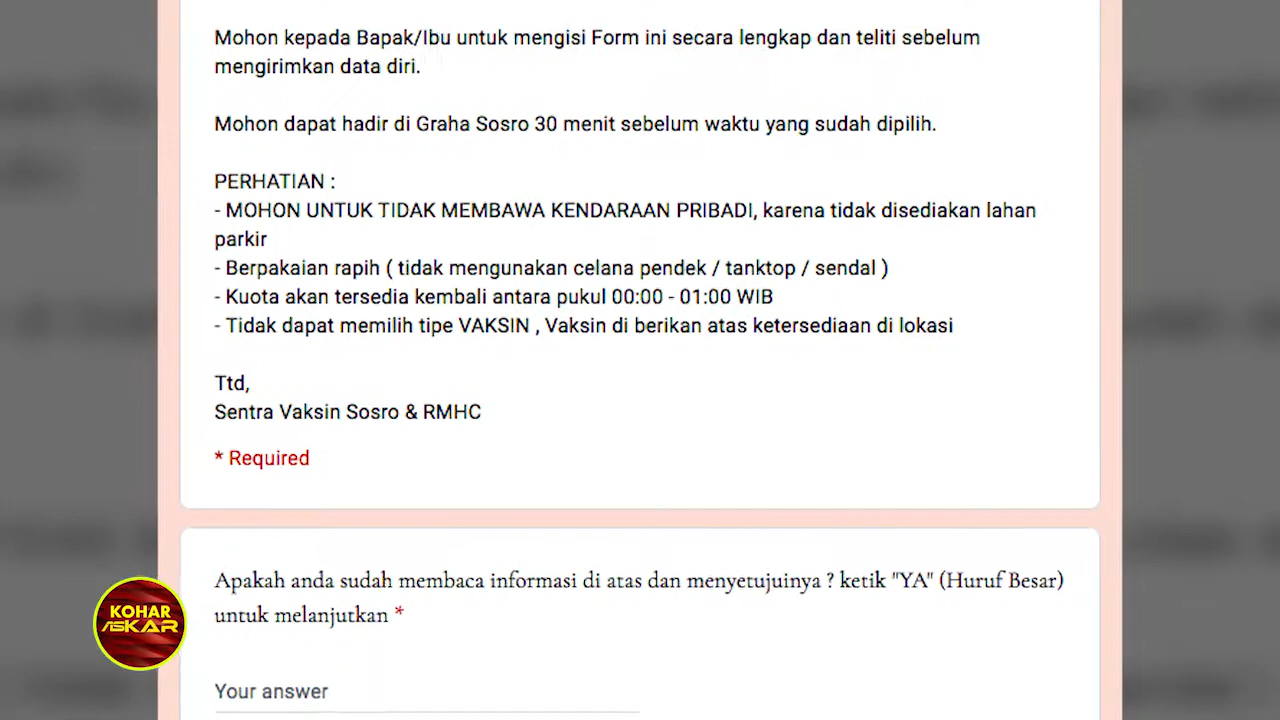 Mohon kepada Bapak/Ibu untuk mengisi Form ini secara lengkap dan teliti sebelum
mengirimkan data diri.
Mohon dapat hadir di Graha Sosro 30 menit sebelum waktu yang sudah dipilih.
PERHATIAN :
- MOHON UNTUK TIDAK MEMBAWA KENDARAAN PRIBADI, karena tidak disediakan lahan
parkir
- Berpakaian rapih ( tidak mengunakan celana pendek / tanktop / sendal )
- Kuota akan tersedia kembali antara pukul 00:00 - 01:00 WIB
- Tidak dapat memilih tipe VAKSIN , Vaksin di berikan atas ketersediaan di lokasi
Ttd,
Sentra Vaksin Sosro & RMHC
* Required
Apakah anda sudah membaca informasi di atas dan menyetujuinya ? ketik "YA" (Huruf Besar)
untuk melanjutkan *
KOHAR
ASKAR
Your answer